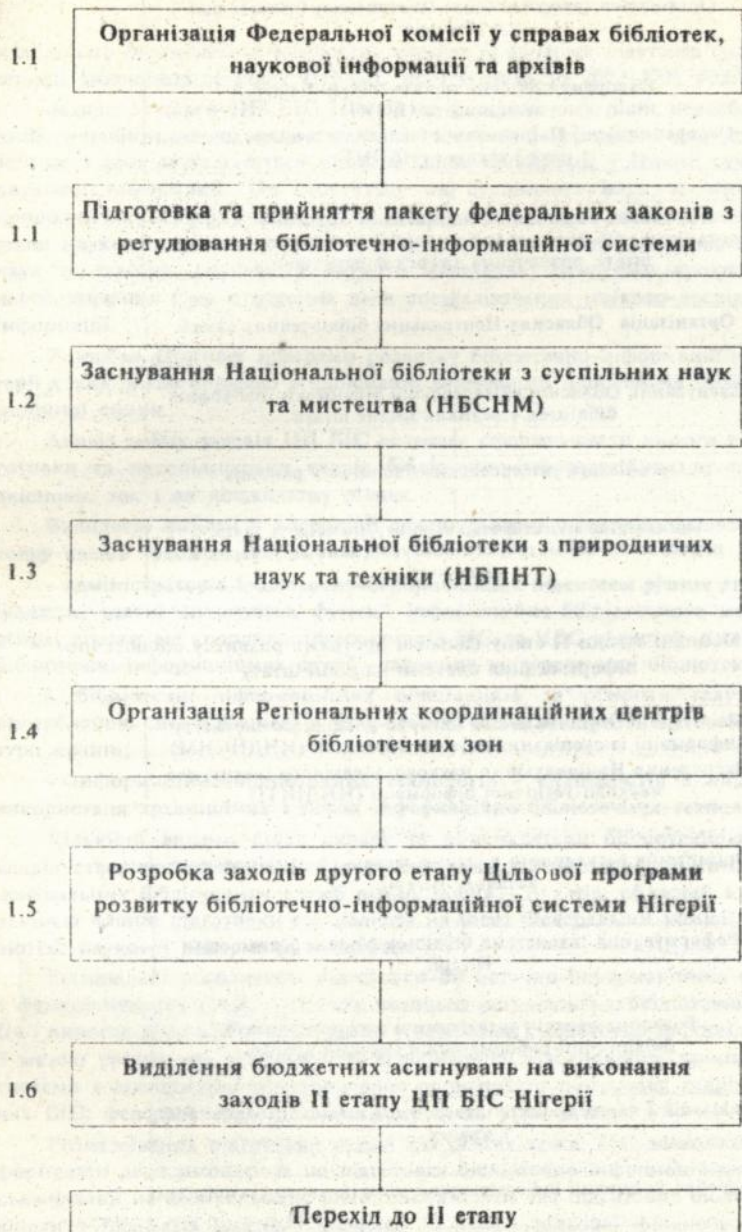 1.1
Організація Федеральної комісії у справах бібліотек,
наукової інформації та архівів
1.1
Підготовка та прийняття пакету федеральних законів з
регулювання бібліотечно-інформаційної системи
1.2
Заснування Національної бібліотеки з суспільних наук
та мистецтва (НБСНМ)
1.3
Заснування Національної бібліотеки з природничих
наук та техніки (НБПНТ)
1.4
Організація Регіональних координаційних центрів
бібліотечних зон
1.5
Розробка заходів другого етапу Цільової програми
розвитку бібліотечно-інформаційної системи Нігерії
1.6
Виділення бюджетних асигнувань на виконання
заходів II етапу ЦП БІС Нігерії
Перехід до II етапу